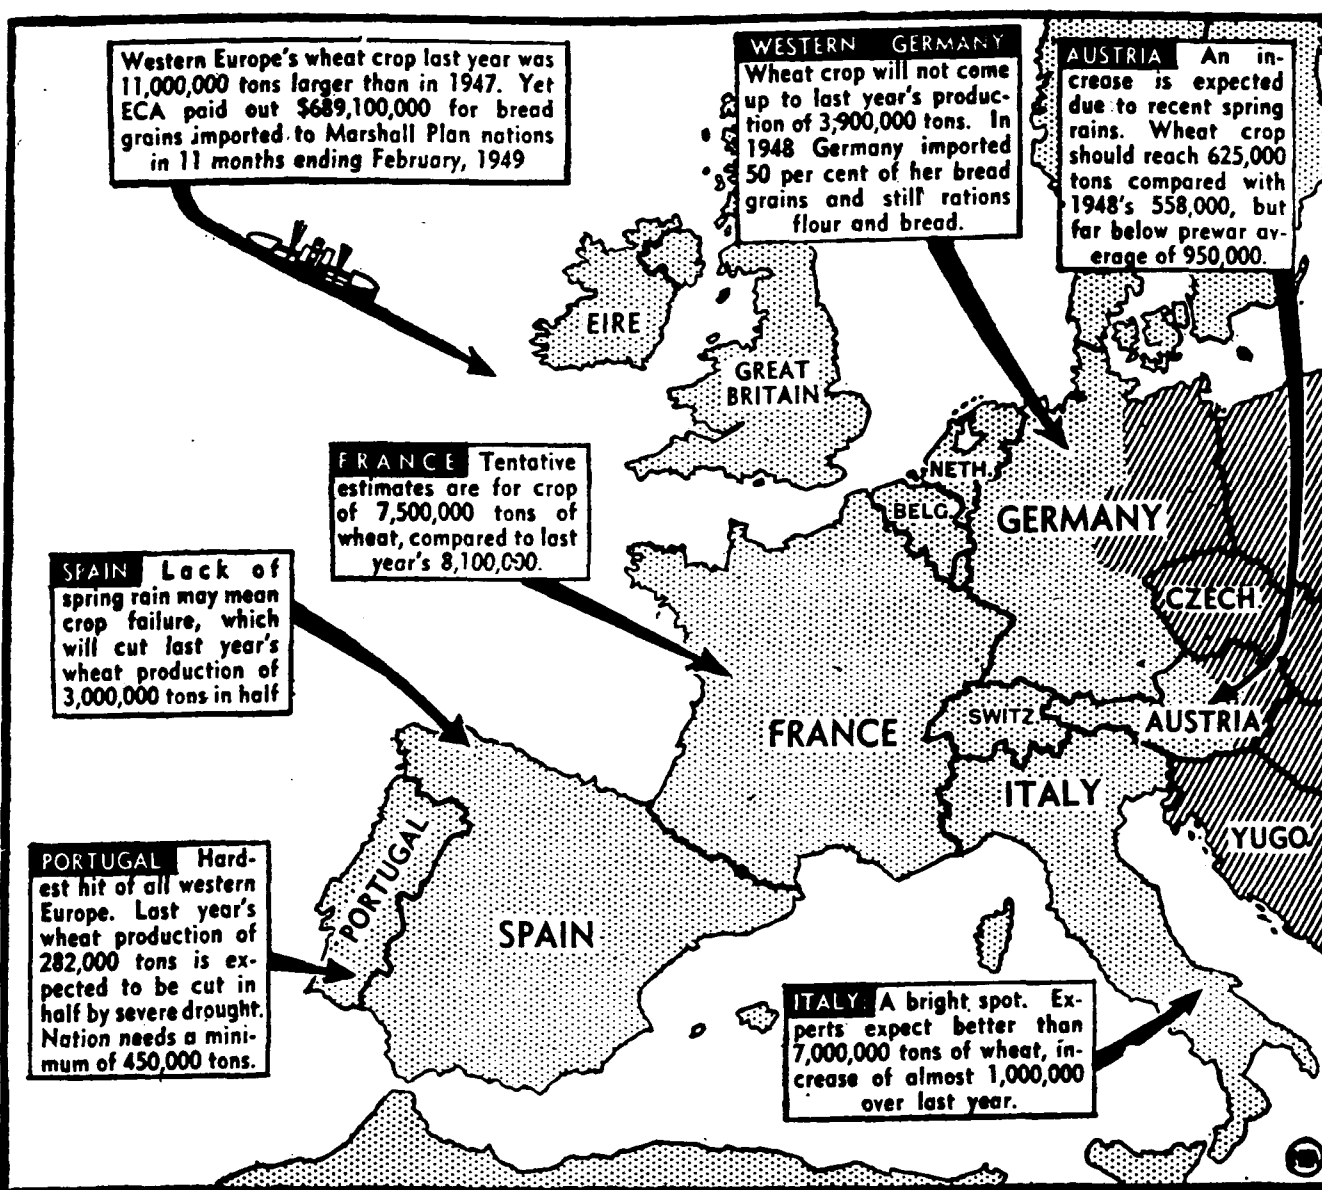 Western Europe's wheat crop last year was
11,000,000 tons larger than in 1947. Yet
ECA paid out $689,100,000 for bread
grains imported to Marshall Plan nations
in 11 months ending February, 1949
WESTERN GERMANY
Wheat crop will not come
up to last year's produc-
tion of 3,900,000 tons. In
1948 Germany imported
50 per cent of her bread
grains and still rations
flour and bread.
AUSTRIA An in-
crease is expected
due to recent spring
rains. Wheat crop
should reach 625,000
tons compared with
1948's 558,000, but
far below prewar av-
erage of 950,000.
EIRE
GREAT
BRITAIN
FRANCE Tentative
estimates are for crop
of 7,500,000 tons of
wheat, compared to last
year's 8,100,000.
NETH.
BELG.
GERMANY
CZECH.
SPAIN Lack of
spring rain may mean
crop failure, which
will cut last year's
wheat production of
3,000,000 tons in half
FRANCE
SWITZ.
AUSTRIA
ITALY
YUGO.
PORTUGAL
SPAIN
PORTUGAL Hard-
est hit of all western
Europe. Last year's
wheat production of
282,000 tons is ex-
pected to be cut in
half by severe drought.
Nation needs a mini-
mum of 450,000 tons.
ITALY A bright spot. Ex-
perts expect better than
7,000,000 tons of wheat, in-
crease of almost 1,000,000
over last year.